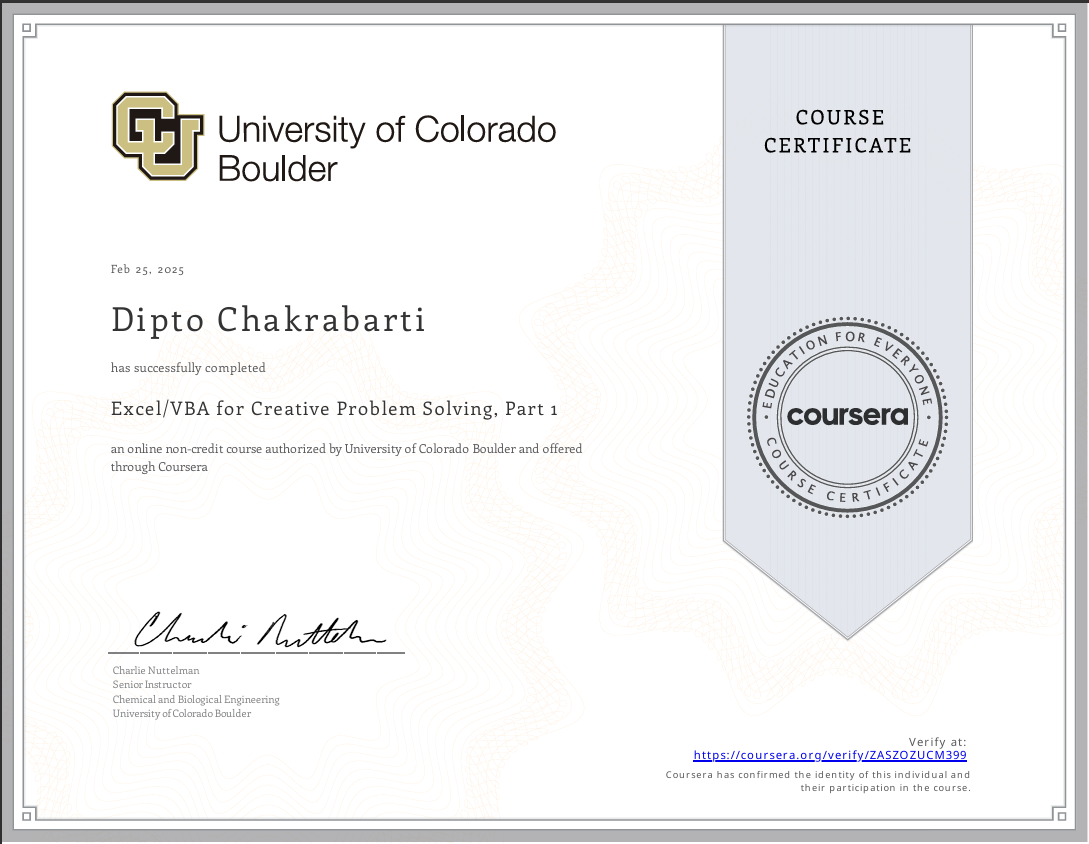 CU
University of Colorado
Boulder
COURSE
CERTIFICATE
Feb 25, 2025
Dipto Chakrabarti
has successfully completed
Excel/VBA for Creative Problem Solving, Part 1
an online non-credit course authorized by University of Colorado Boulder and offered
through Coursera
EDUCATION FOR EVERYONE
coursera
COURSE CERTIFICATE
Charlie Nuttelman
Charlie Nuttelman
Senior Instructor
Chemical and Biological Engineering
University of Colorado Boulder
Verify at:
https://coursera.org/verify/ZASZOZUCM399
Coursera has confirmed the identity of this individual and
their participation in the course.